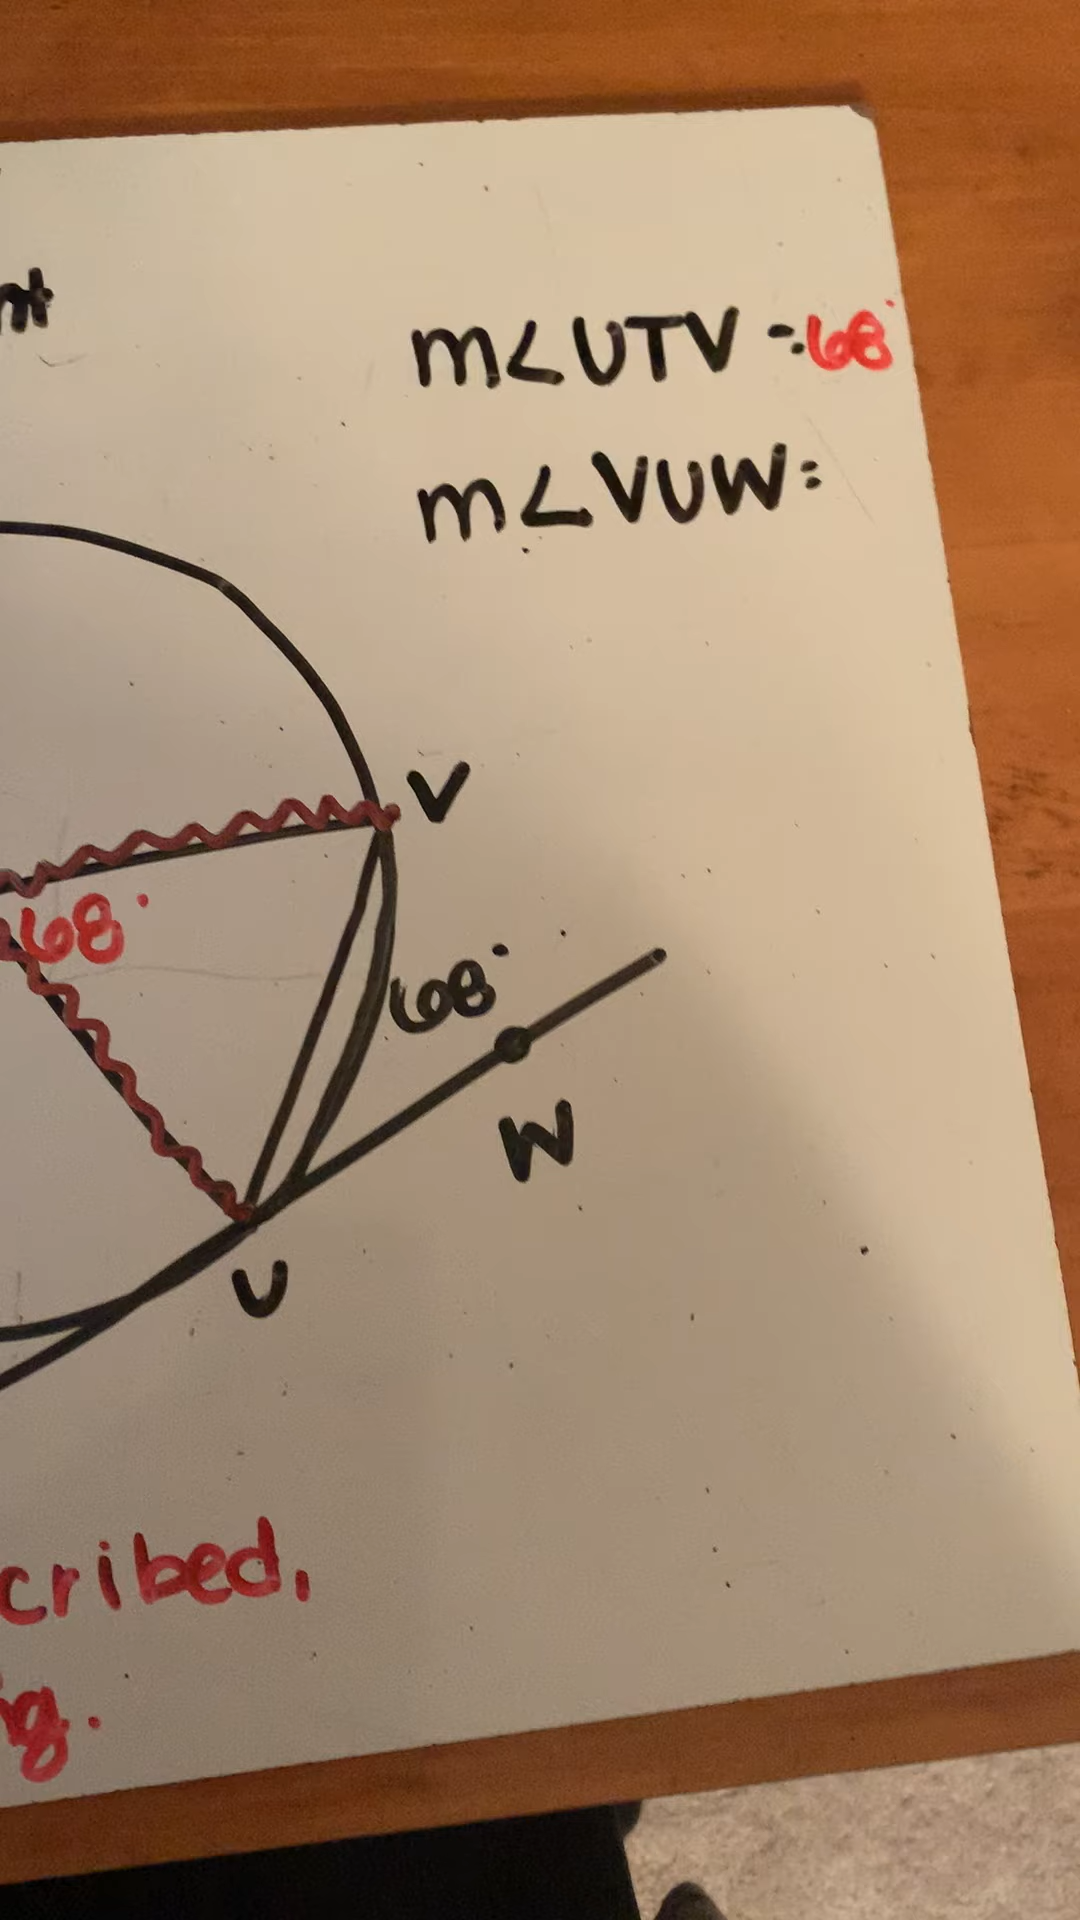 m∠UTV = 68°
m∠VUW =
V
68°
68°
W
U
cribed,
g.